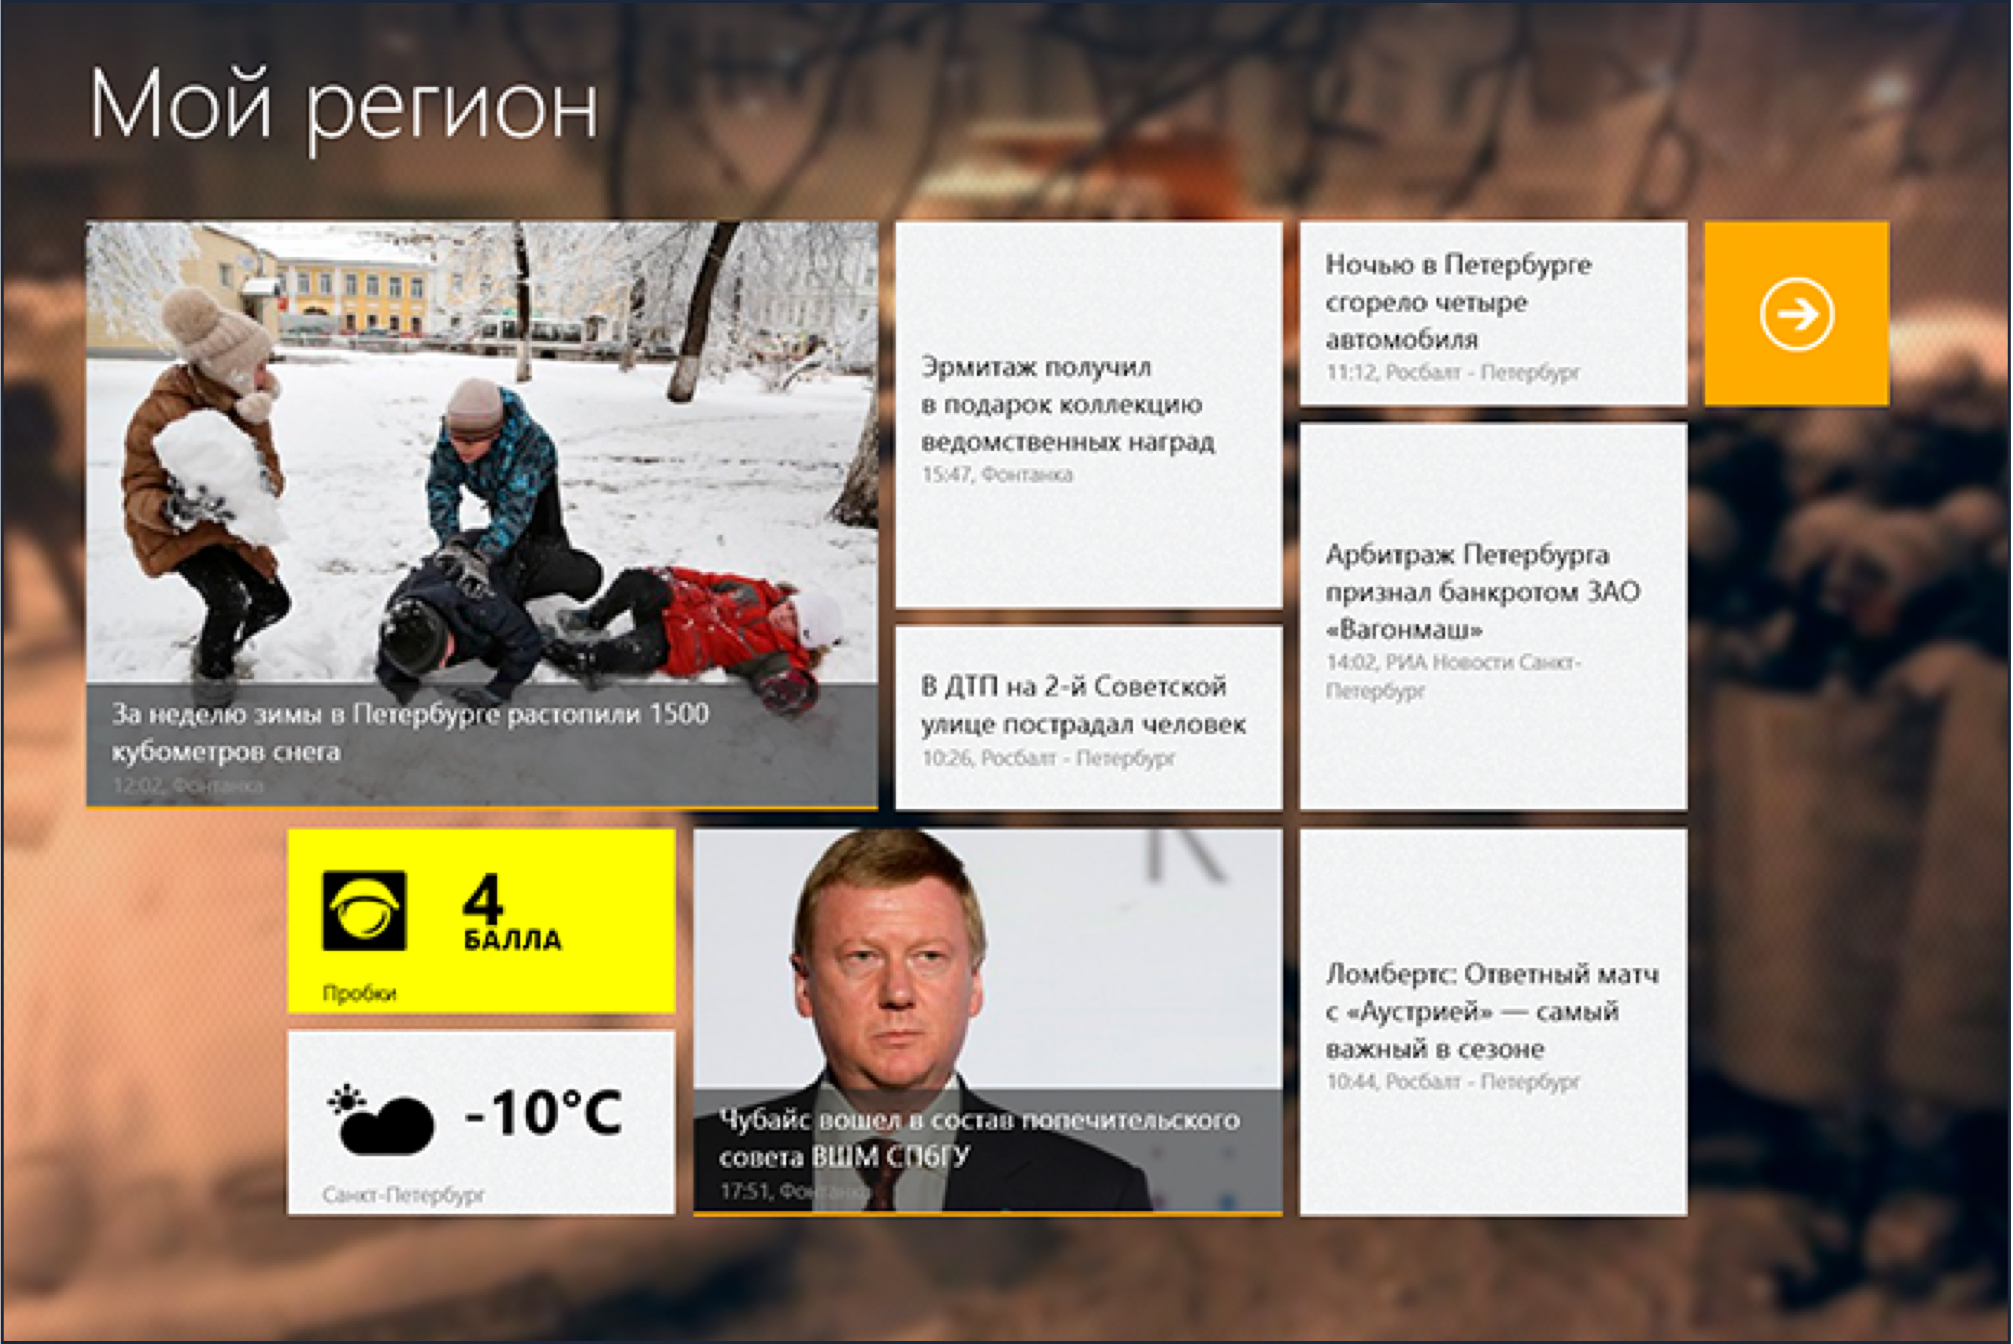 Мой регион
За неделю зимы в Петербурге растопили 1500
кубометров снега
12:02, Фонтанка
Эрмитаж получил
в подарок коллекцию
ведомственных наград
15:47, Фонтанка
В ДТП на 2-й Советской
улице пострадал человек
10:26, Росбалт - Петербург
Ночью в Петербурге
сгорело четыре
автомобиля
11:12, Росбалт - Петербург
Арбитраж Петербурга
признал банкротом ЗАО
«Вагонмаш»
14:02, РИА Новости Санкт-
Петербург
4
БАЛЛА
Пробки
-10°C
Санкт-Петербург
Чубайс вошел в состав попечительского
совета ВШМ СПбГУ
17:51, Фонтанка
Ломбертс: Ответный матч
с «Аустрией» — самый
важный в сезоне
10:44, Росбалт - Петербург